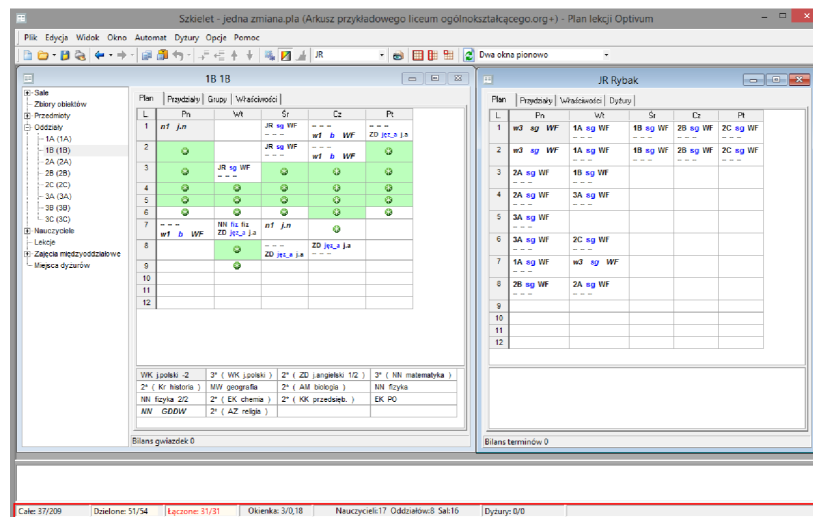 Szkielet - jedna zmiana.pla (Arkusz przykładowego liceum ogólnokształcącego.org+) - Plan lekcji Optivum
Plik Edycja Widok Okno Automat Dyżury Opcje Pomoc
JR Dwa okna pionowo
Sale
Zbiory obiektów
Przedmioty
Oddziały
1A (1A)
1B (1B)
2A (2A)
2B (2B)
2C (2C)
3A (3A)
3B (3B)
3C (3C)
Nauczyciele
Lekcje
Zajęcia międzyoddziałowe
Miejsca dyżurów
1B 1B
Plan Przydziały Grupy Właściwości
L. Pn Wt Śr Cz Pt
1 n1 j.n JR sg WF - - - - - -
- - - w1 b WF ZD jęz_a j.a
2 JR sg WF - - -
- - - w1 b WF
3 JR sg WF
- - -
4
5
6
7 - - - NN fiz fiz n1 j.n
w1 b WF ZD jęz_a j.a
8 - - - ZD jęz_a j.a
ZD jęz_a j.a - - -
9
10
11
12
WK j.polski -2 3* ( WK j.polski ) 2* ( ZD j.angielski 1/2 ) 3* ( NN matematyka )
2* ( Kr historia ) MW geografia 2* ( AM biologia ) NN fizyka
NN fizyka 2/2 2* ( EK chemia ) 2* ( KK przedsięb. ) EK PO
NN GDDW 2* ( AZ religia )
Bilans gwiazdek 0
JR Rybak
Plan Przydziały Właściwości Dyżury
L. Pn Wt Śr Cz Pt
1 w3 sg WF 1A sg WF 1B sg WF 2B sg WF 2C sg WF
- - - - - - - - - - - -
2 w3 sg WF 1A sg WF 1B sg WF 2B sg WF 2C sg WF
- - - - - - - - - - - -
3 2A sg WF 1B sg WF
- - - - - -
4 2A sg WF 3A sg WF
- - - - - -
5 3A sg WF
- - -
6 3A sg WF 2C sg WF
- - - - - -
7 1A sg WF w3 sg WF
- - -
8 2B sg WF 2A sg WF
- - - - - -
9
10
11
12
Bilans terminów 0
Całe: 37/209 Dzielone: 51/54 Łączone: 31/31 Okienka: 3/0,18 Nauczycieli:17 Oddziałów:8 Sal:16 Dyżury: 0/0